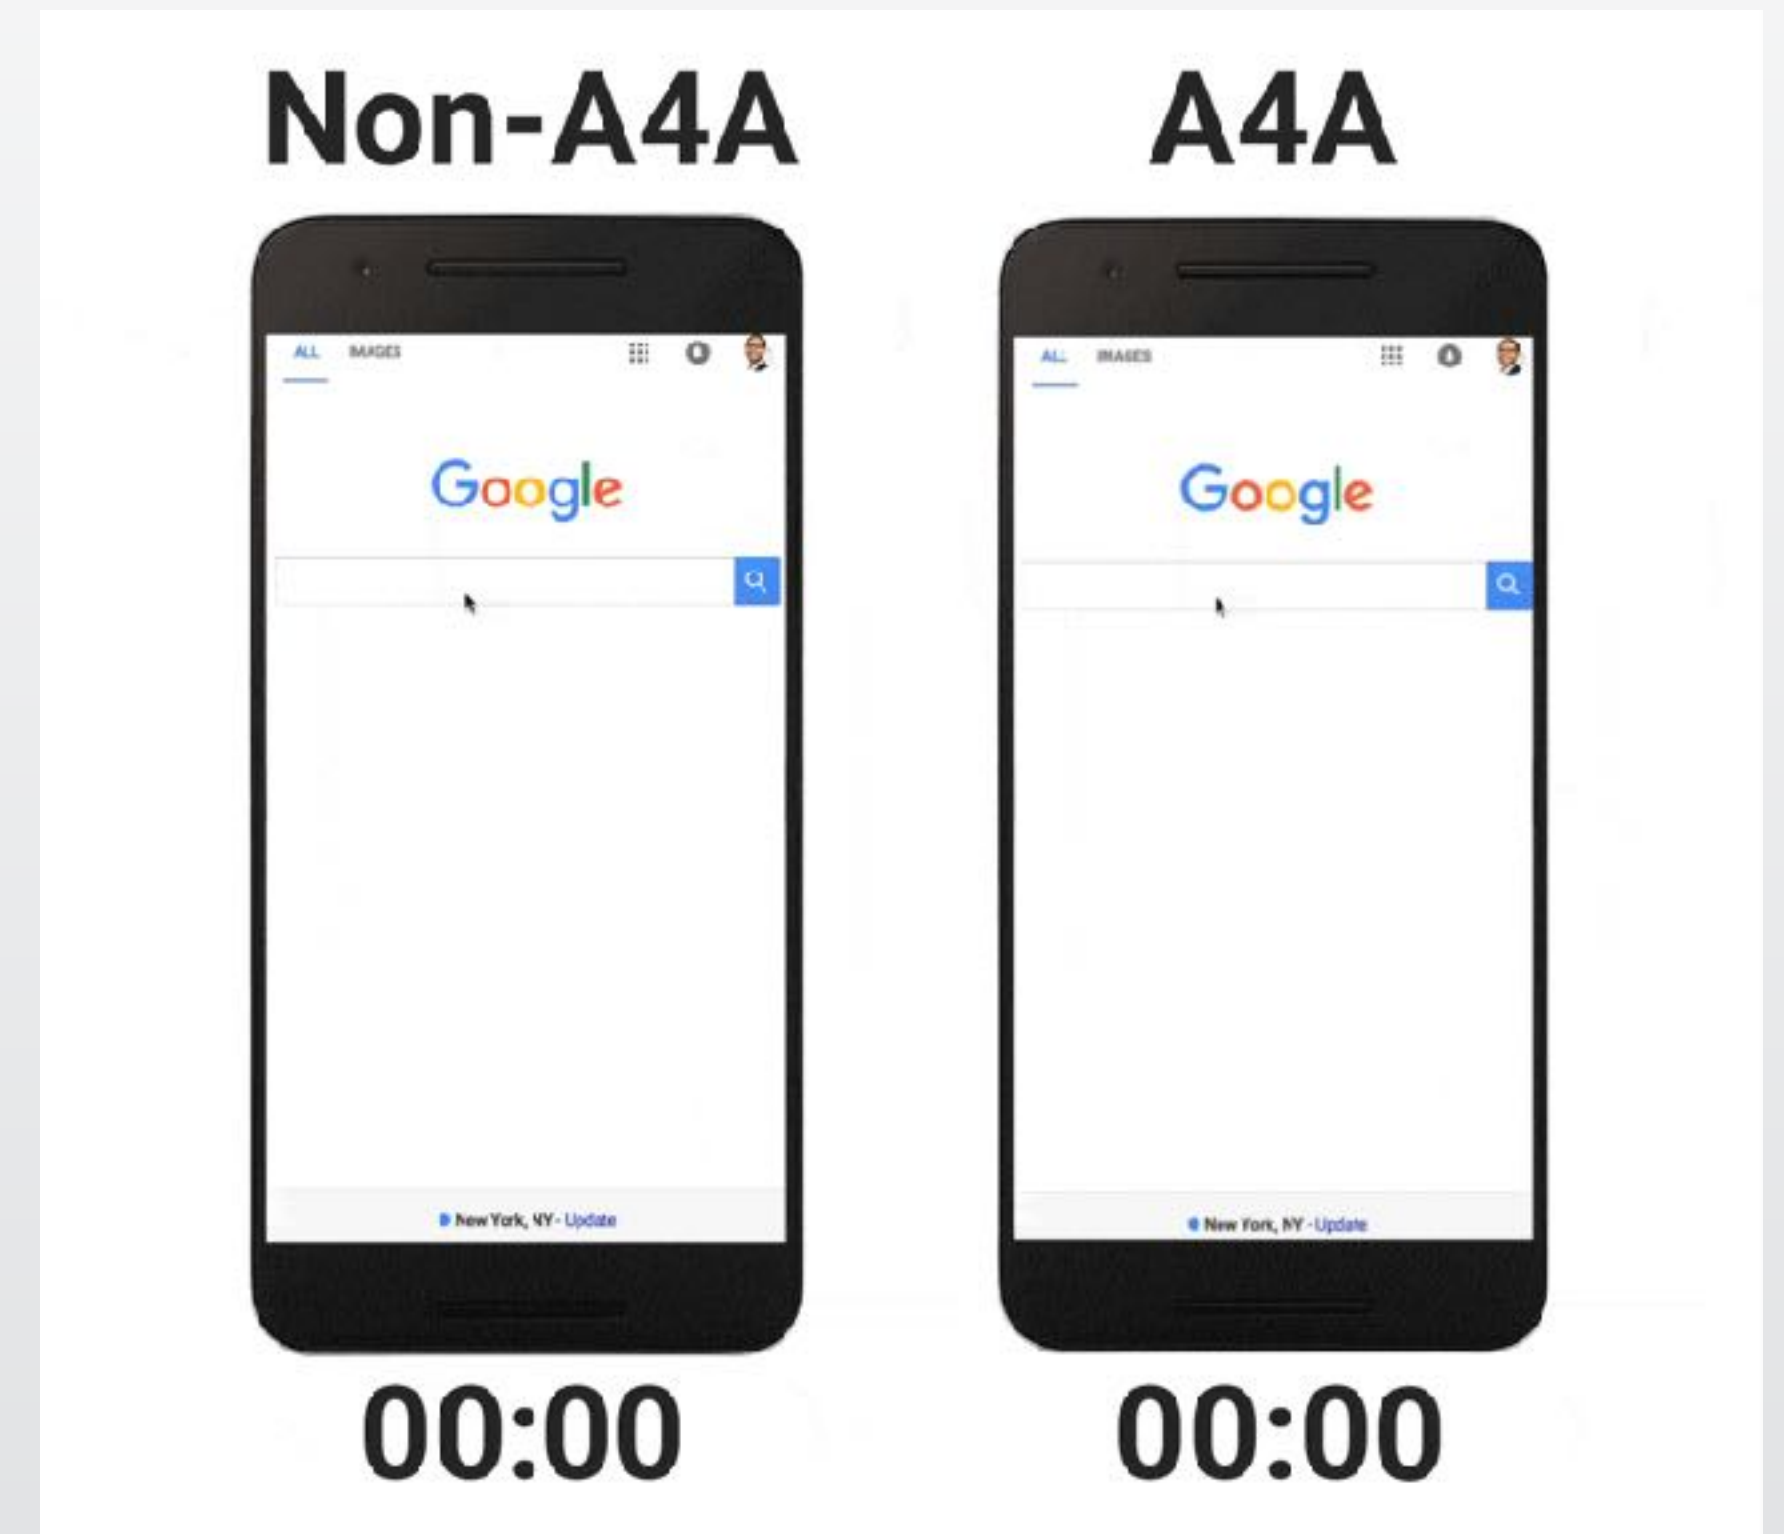 Non-A4A
A4A
ALL IMAGES
Google
New York, NY - Update
00:00
ALL IMAGES
Google
New York, NY - Update
00:00